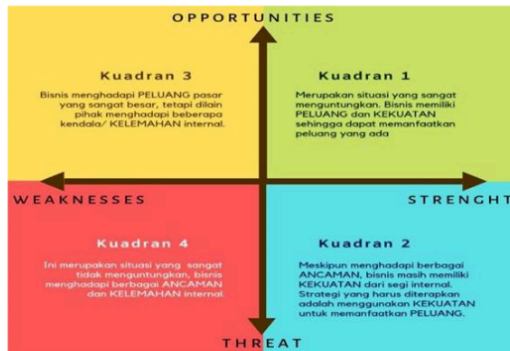 OPPORTUNITIES
Kuadran 3
Bisnis menghadapi PELUANG pasar
yang sangat besar, tetapi dilain
pihak menghadapi beberapa
kendala/ KELEMAHAN internal.
Kuadran 1
Merupakan situasi yang sangat
menguntungkan. Bisnis memiliki
PELUANG dan KEKUATAN
sehingga dapat memanfaatkan
peluang yang ada
WEAKNESSES
STRENGHT
Kuadran 4
Ini merupakan situasi yang sangat
tidak menguntungkan, bisnis
menghadapi berbagai ANCAMAN
dan KELEMAHAN internal.
Kuadran 2
Meskipun menghadapi berbagai
ANCAMAN, bisnis masih memiliki
KEKUATAN dari segi internal.
Strategi yang harus diterapkan
adalah menggunakan KEKUATAN
untuk memanfaatkan PELUANG.
THREAT